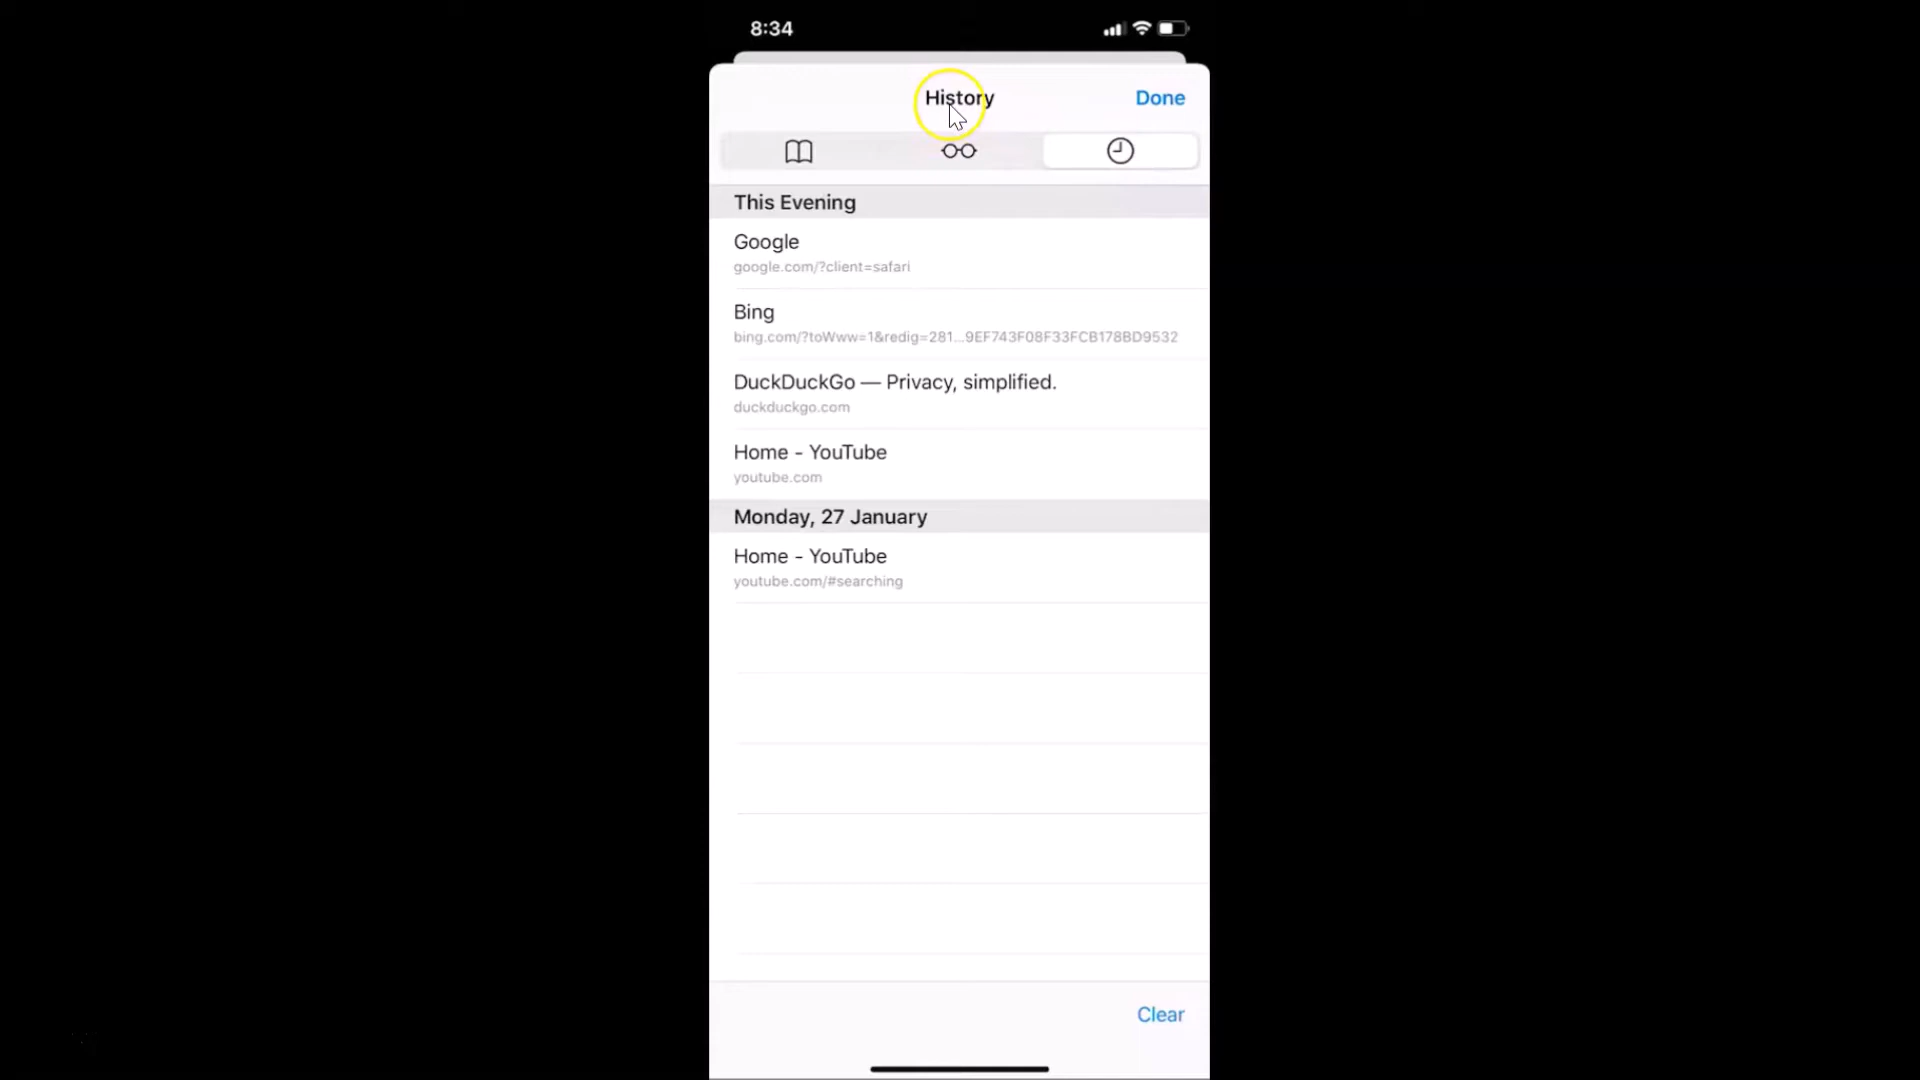 8:34
History
Done
This Evening
Google
google.com/?client=safari
Bing
bing.com/?toWww=1&redig=281...9EF743F08F33FCB178BD9532
DuckDuckGo — Privacy, simplified.
duckduckgo.com
Home - YouTube
youtube.com
Monday, 27 January
Home - YouTube
youtube.com/#searching
Clear